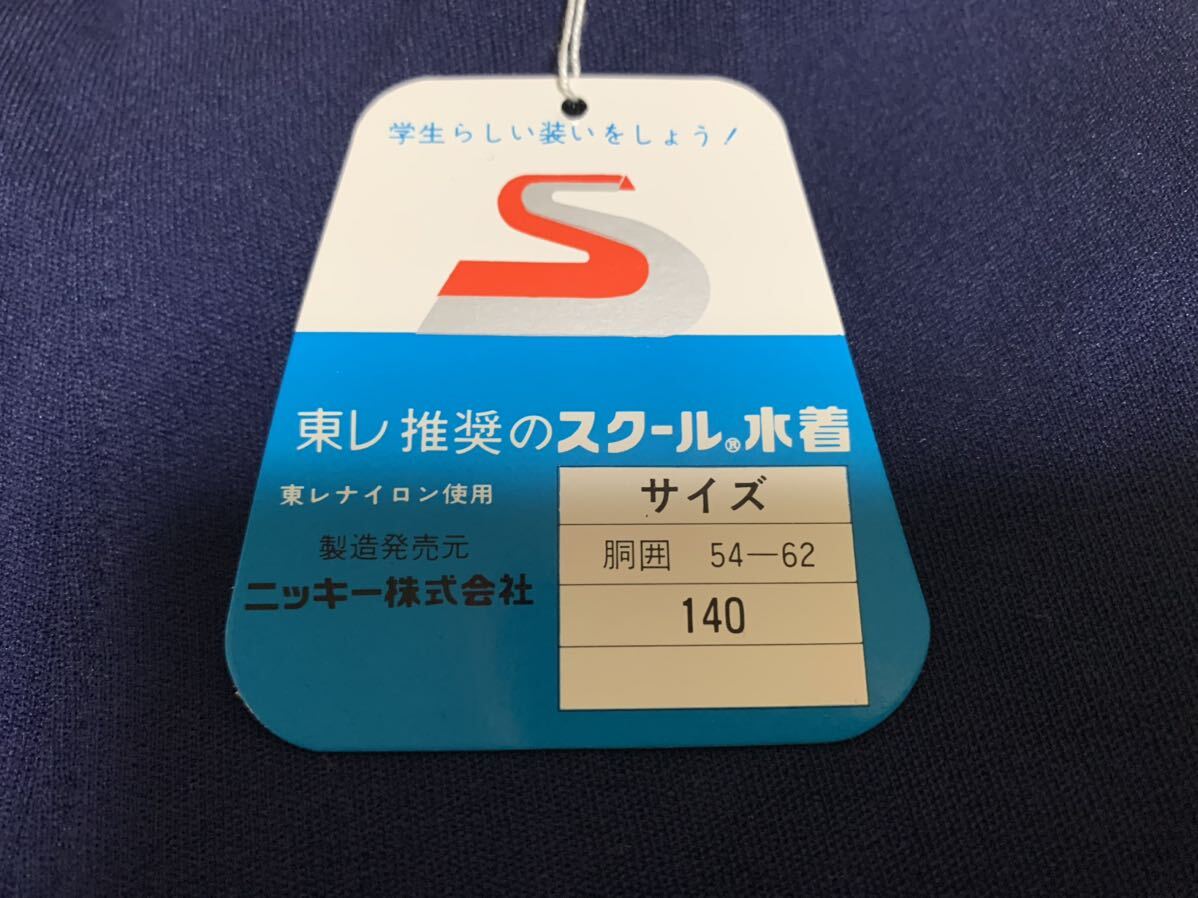 学生らしい装いをしょう!
東レ推奨のスクール®水着
東レナイロン使用
製造発売元
ニッキー株式会社
サイズ
胴囲 54—62
140